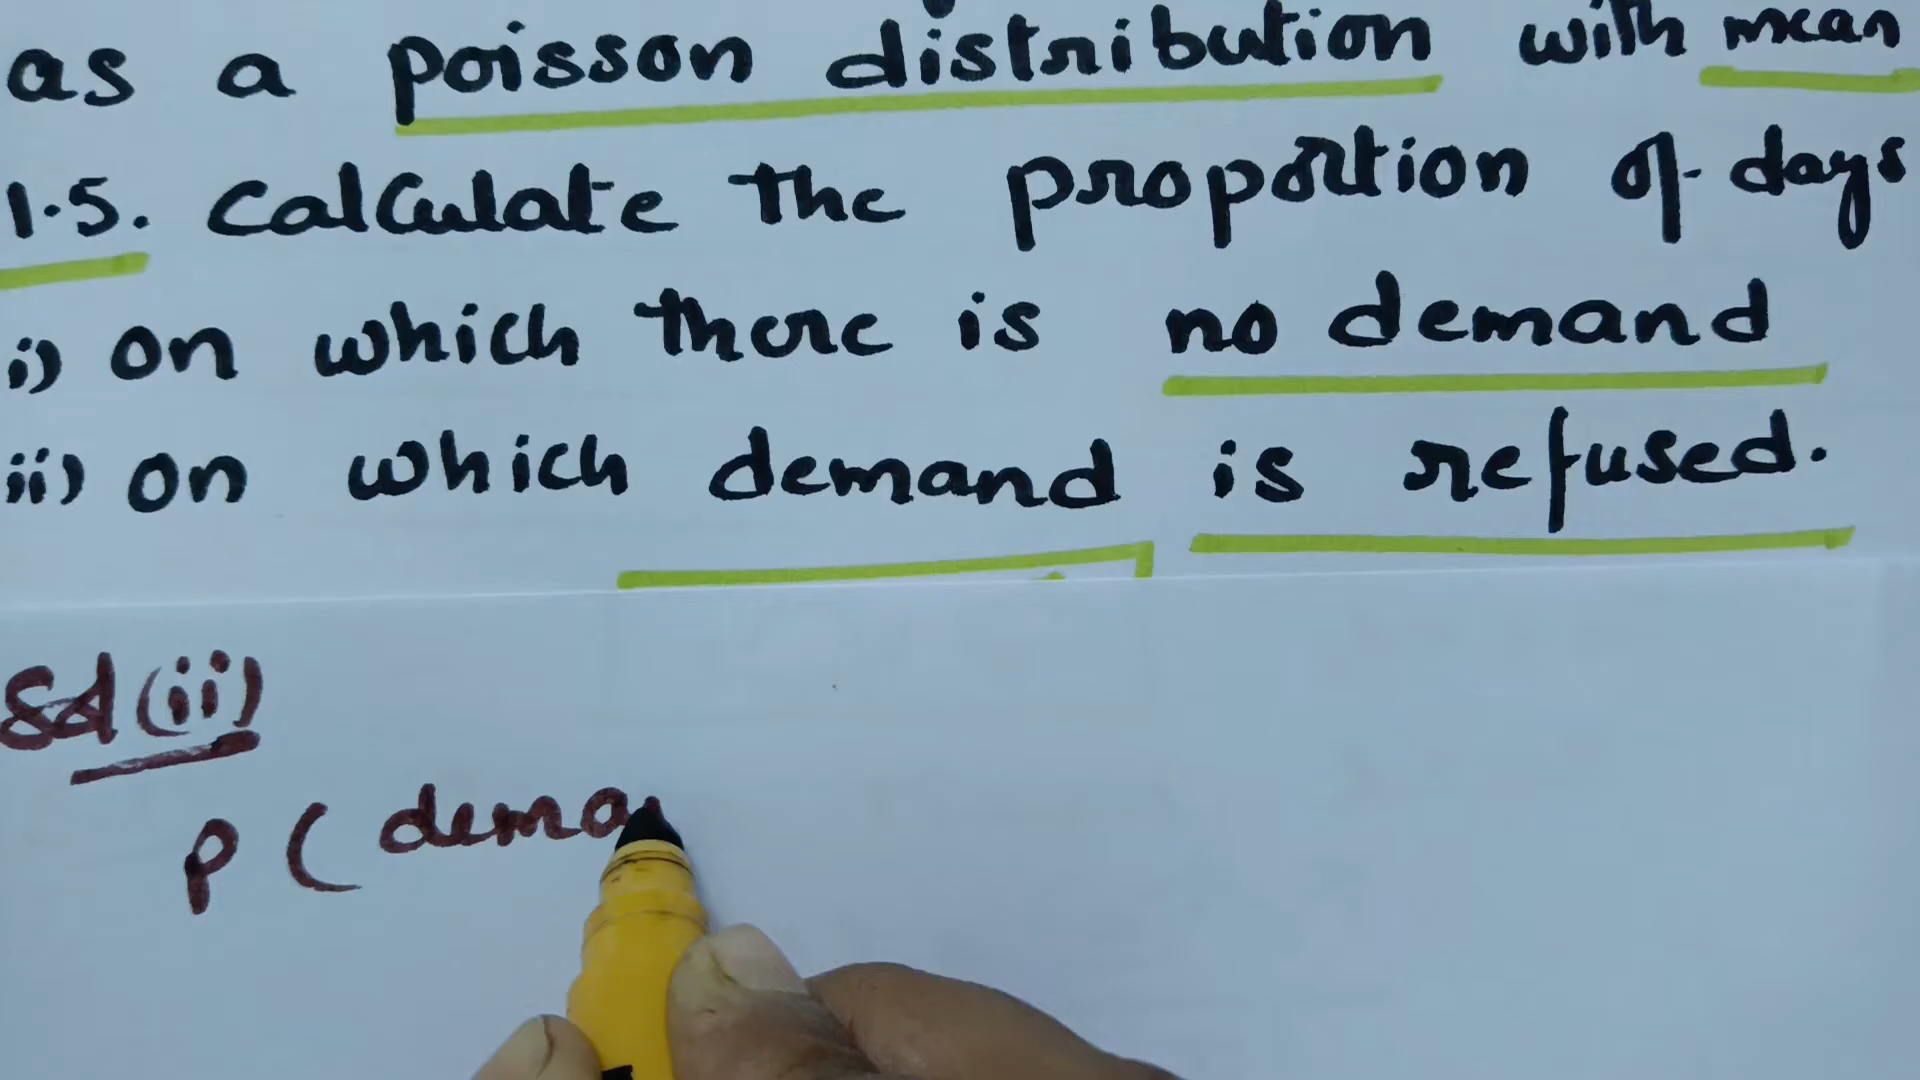 as a poisson distribution with mean
1.5. Calculate the proportion of days
i) on which there is no demand
ii) on which demand is refused.
Sol (ii)
P ( dema